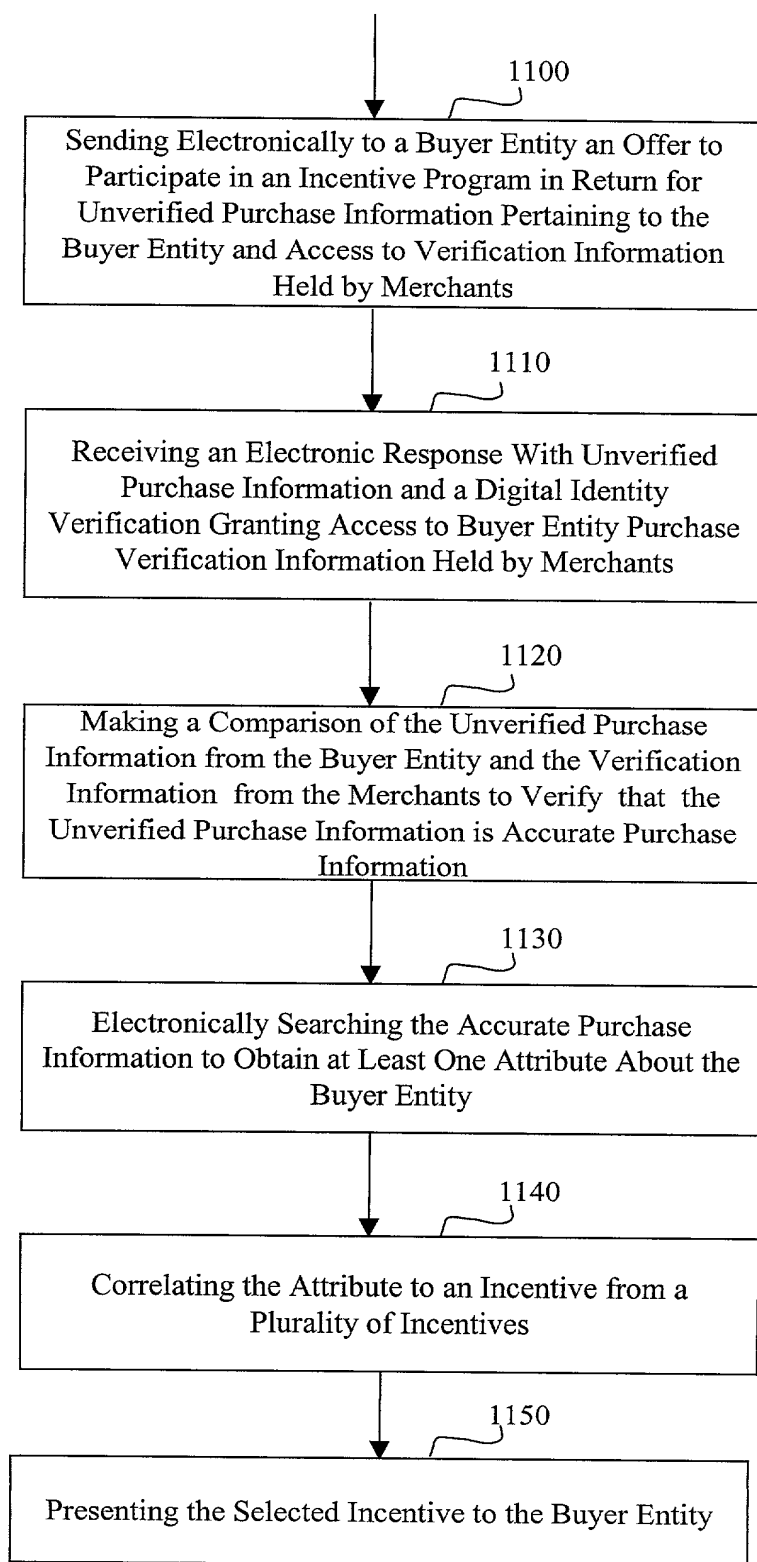 1100
Sending Electronically to a Buyer Entity an Offer to
Participate in an Incentive Program in Return for
Unverified Purchase Information Pertaining to the
Buyer Entity and Access to Verification Information
Held by Merchants
1110
Receiving an Electronic Response With Unverified
Purchase Information and a Digital Identity
Verification Granting Access to Buyer Entity Purchase
Verification Information Held by Merchants
1120
Making a Comparison of the Unverified Purchase
Information from the Buyer Entity and the Verification
Information from the Merchants to Verify that the
Unverified Purchase Information is Accurate Purchase
Information
1130
Electronically Searching the Accurate Purchase
Information to Obtain at Least One Attribute About the
Buyer Entity
1140
Correlating the Attribute to an Incentive from a
Plurality of Incentives
1150
Presenting the Selected Incentive to the Buyer Entity